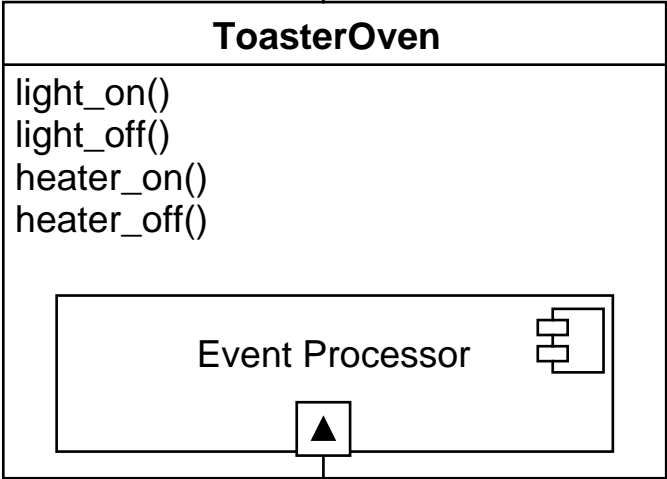 ToasterOven
light_on()
light_off()
heater_on()
heater_off()
Event Processor